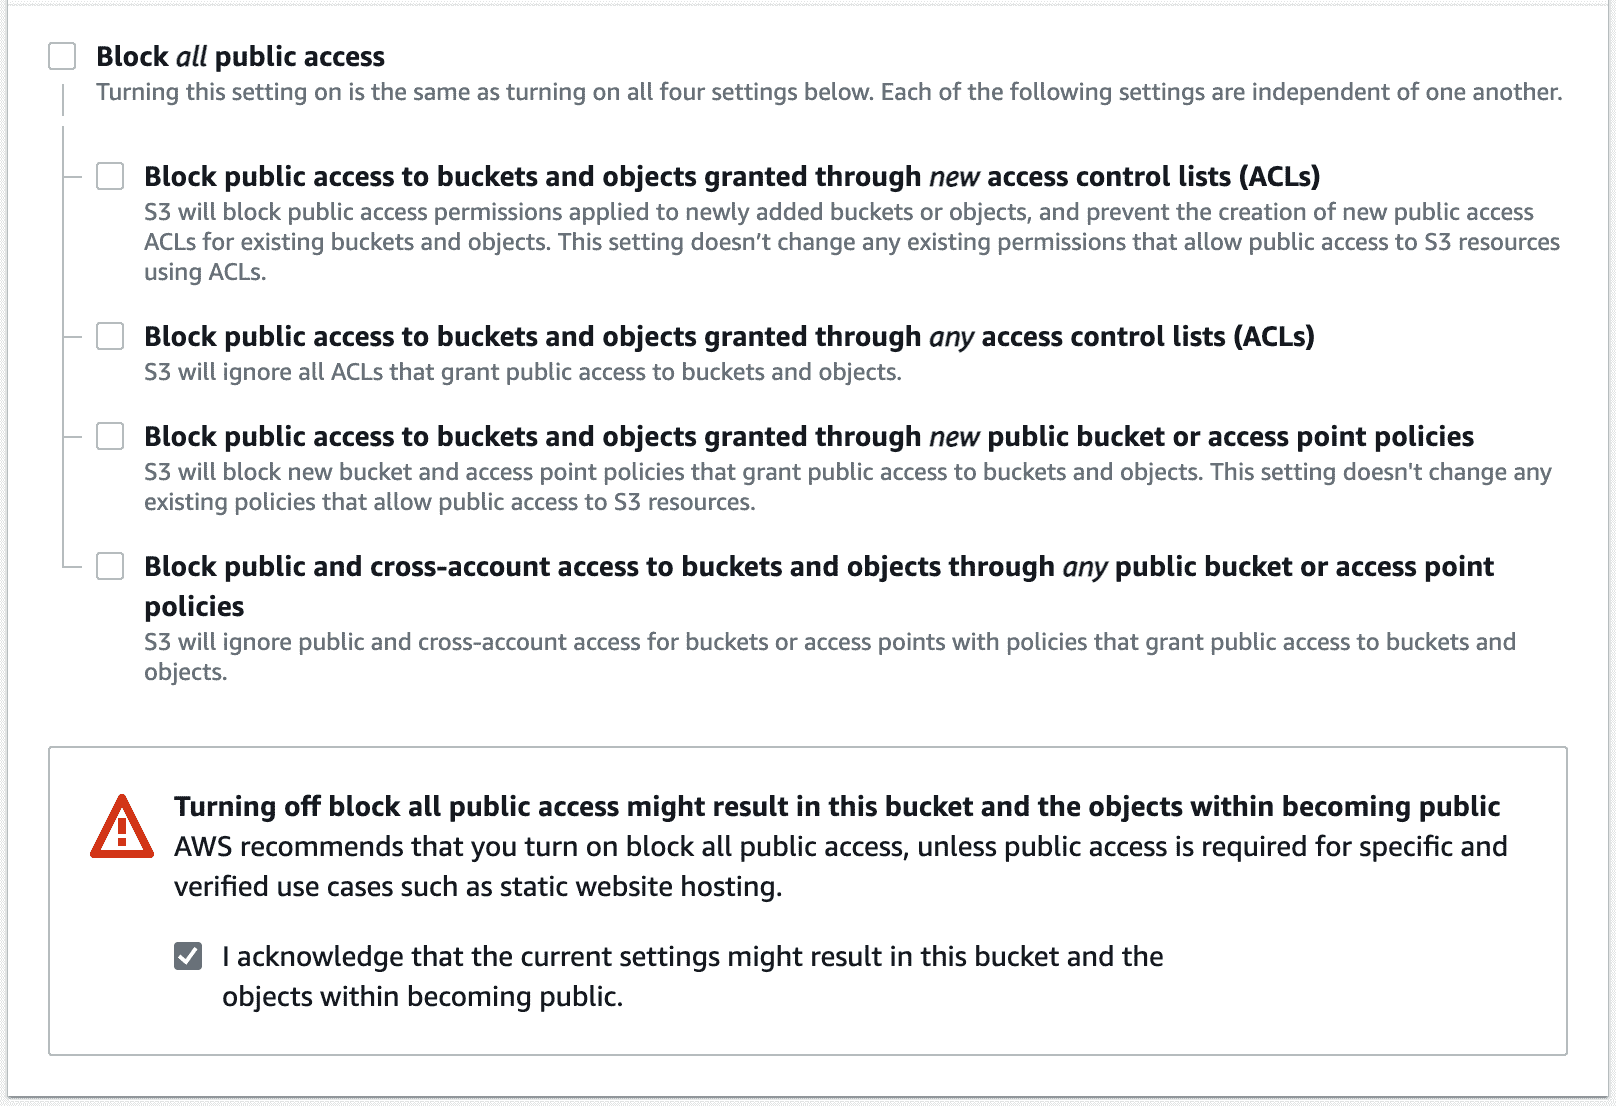 Block all public access
Turning this setting on is the same as turning on all four settings below. Each of the following settings are independent of one another.
Block public access to buckets and objects granted through new access control lists (ACLs)
S3 will block public access permissions applied to newly added buckets or objects, and prevent the creation of new public access
ACLs for existing buckets and objects. This setting doesn’t change any existing permissions that allow public access to S3 resources
using ACLs.
Block public access to buckets and objects granted through any access control lists (ACLs)
S3 will ignore all ACLs that grant public access to buckets and objects.
Block public access to buckets and objects granted through new public bucket or access point policies
S3 will block new bucket and access point policies that grant public access to buckets and objects. This setting doesn't change any
existing policies that allow public access to S3 resources.
Block public and cross-account access to buckets and objects through any public bucket or access point
policies
S3 will ignore public and cross-account access for buckets or access points with policies that grant public access to buckets and
objects.
Turning off block all public access might result in this bucket and the objects within becoming public
AWS recommends that you turn on block all public access, unless public access is required for specific and
verified use cases such as static website hosting.
I acknowledge that the current settings might result in this bucket and the
objects within becoming public.